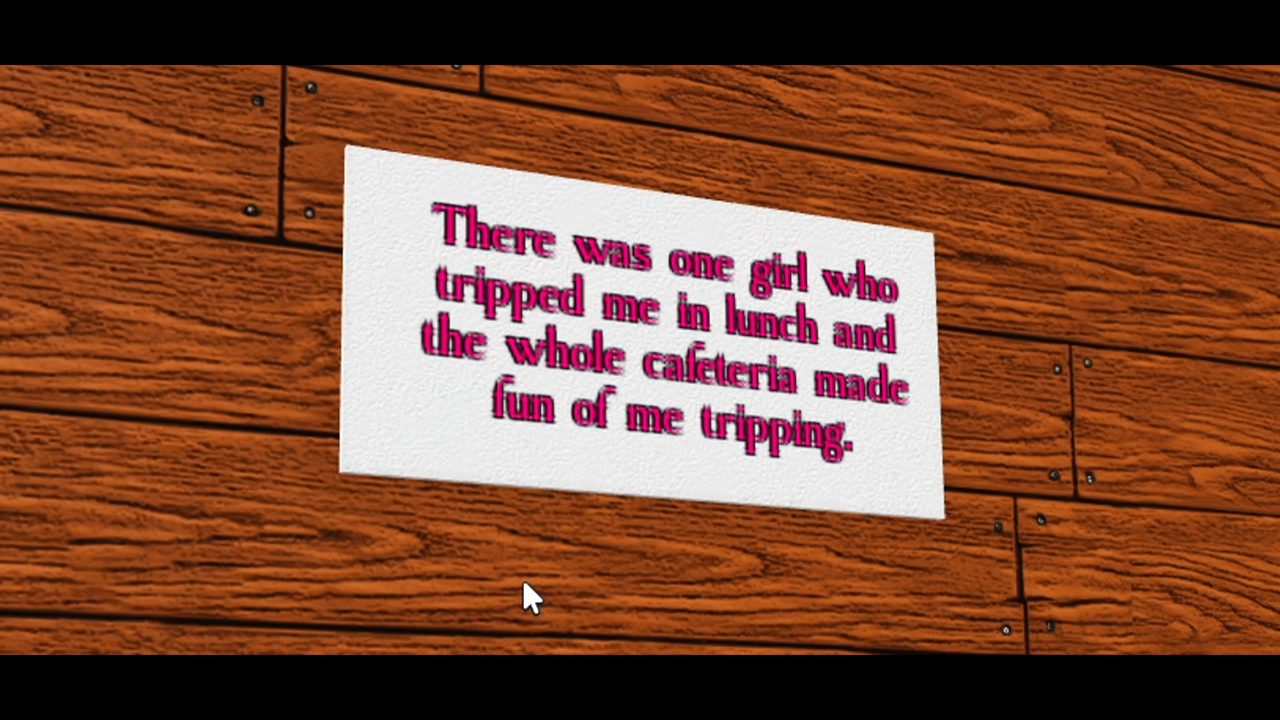 There was one girl who
tripped me in lunch and
the whole cafeteria made
fun of me tripping.